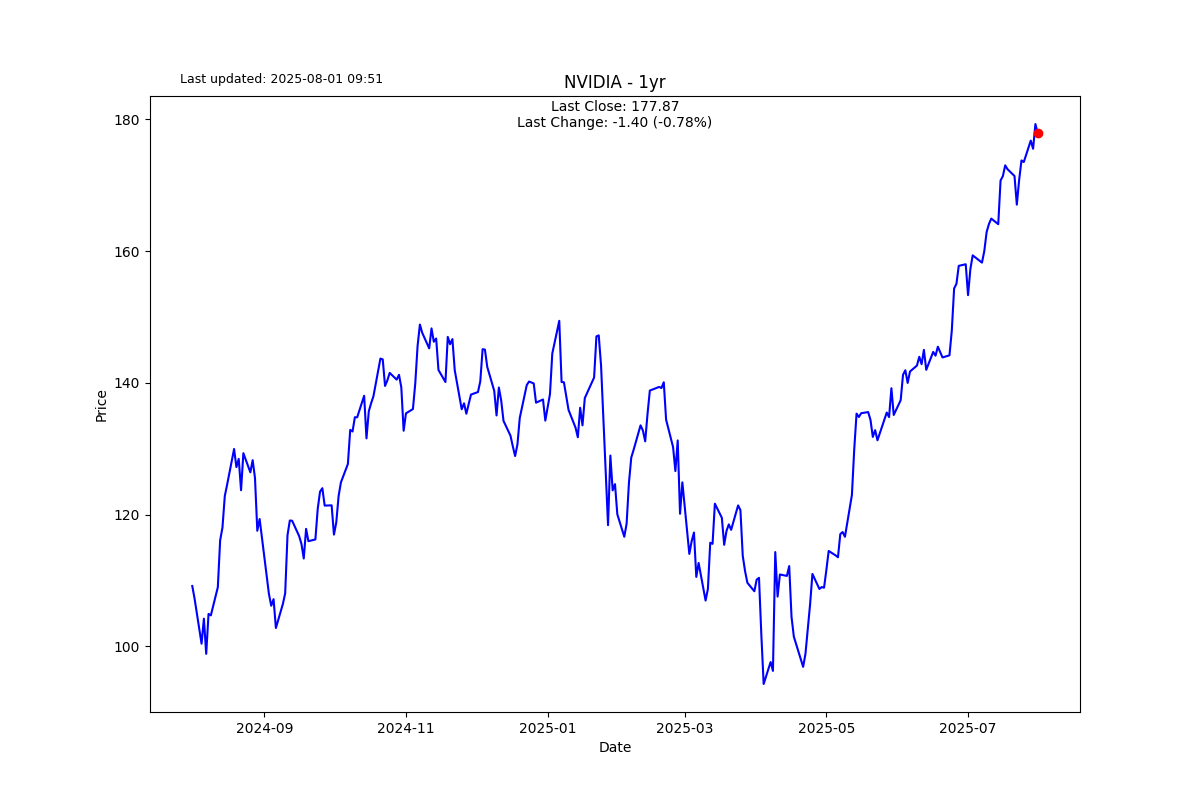 Last updated: 2025-08-01 09:51
NVIDIA - 1yr
Last Close: 177.87
Last Change: -1.40 (-0.78%)
180
160
140
120
100
Price
2024-09
2024-11
2025-01
2025-03
2025-05
2025-07
Date